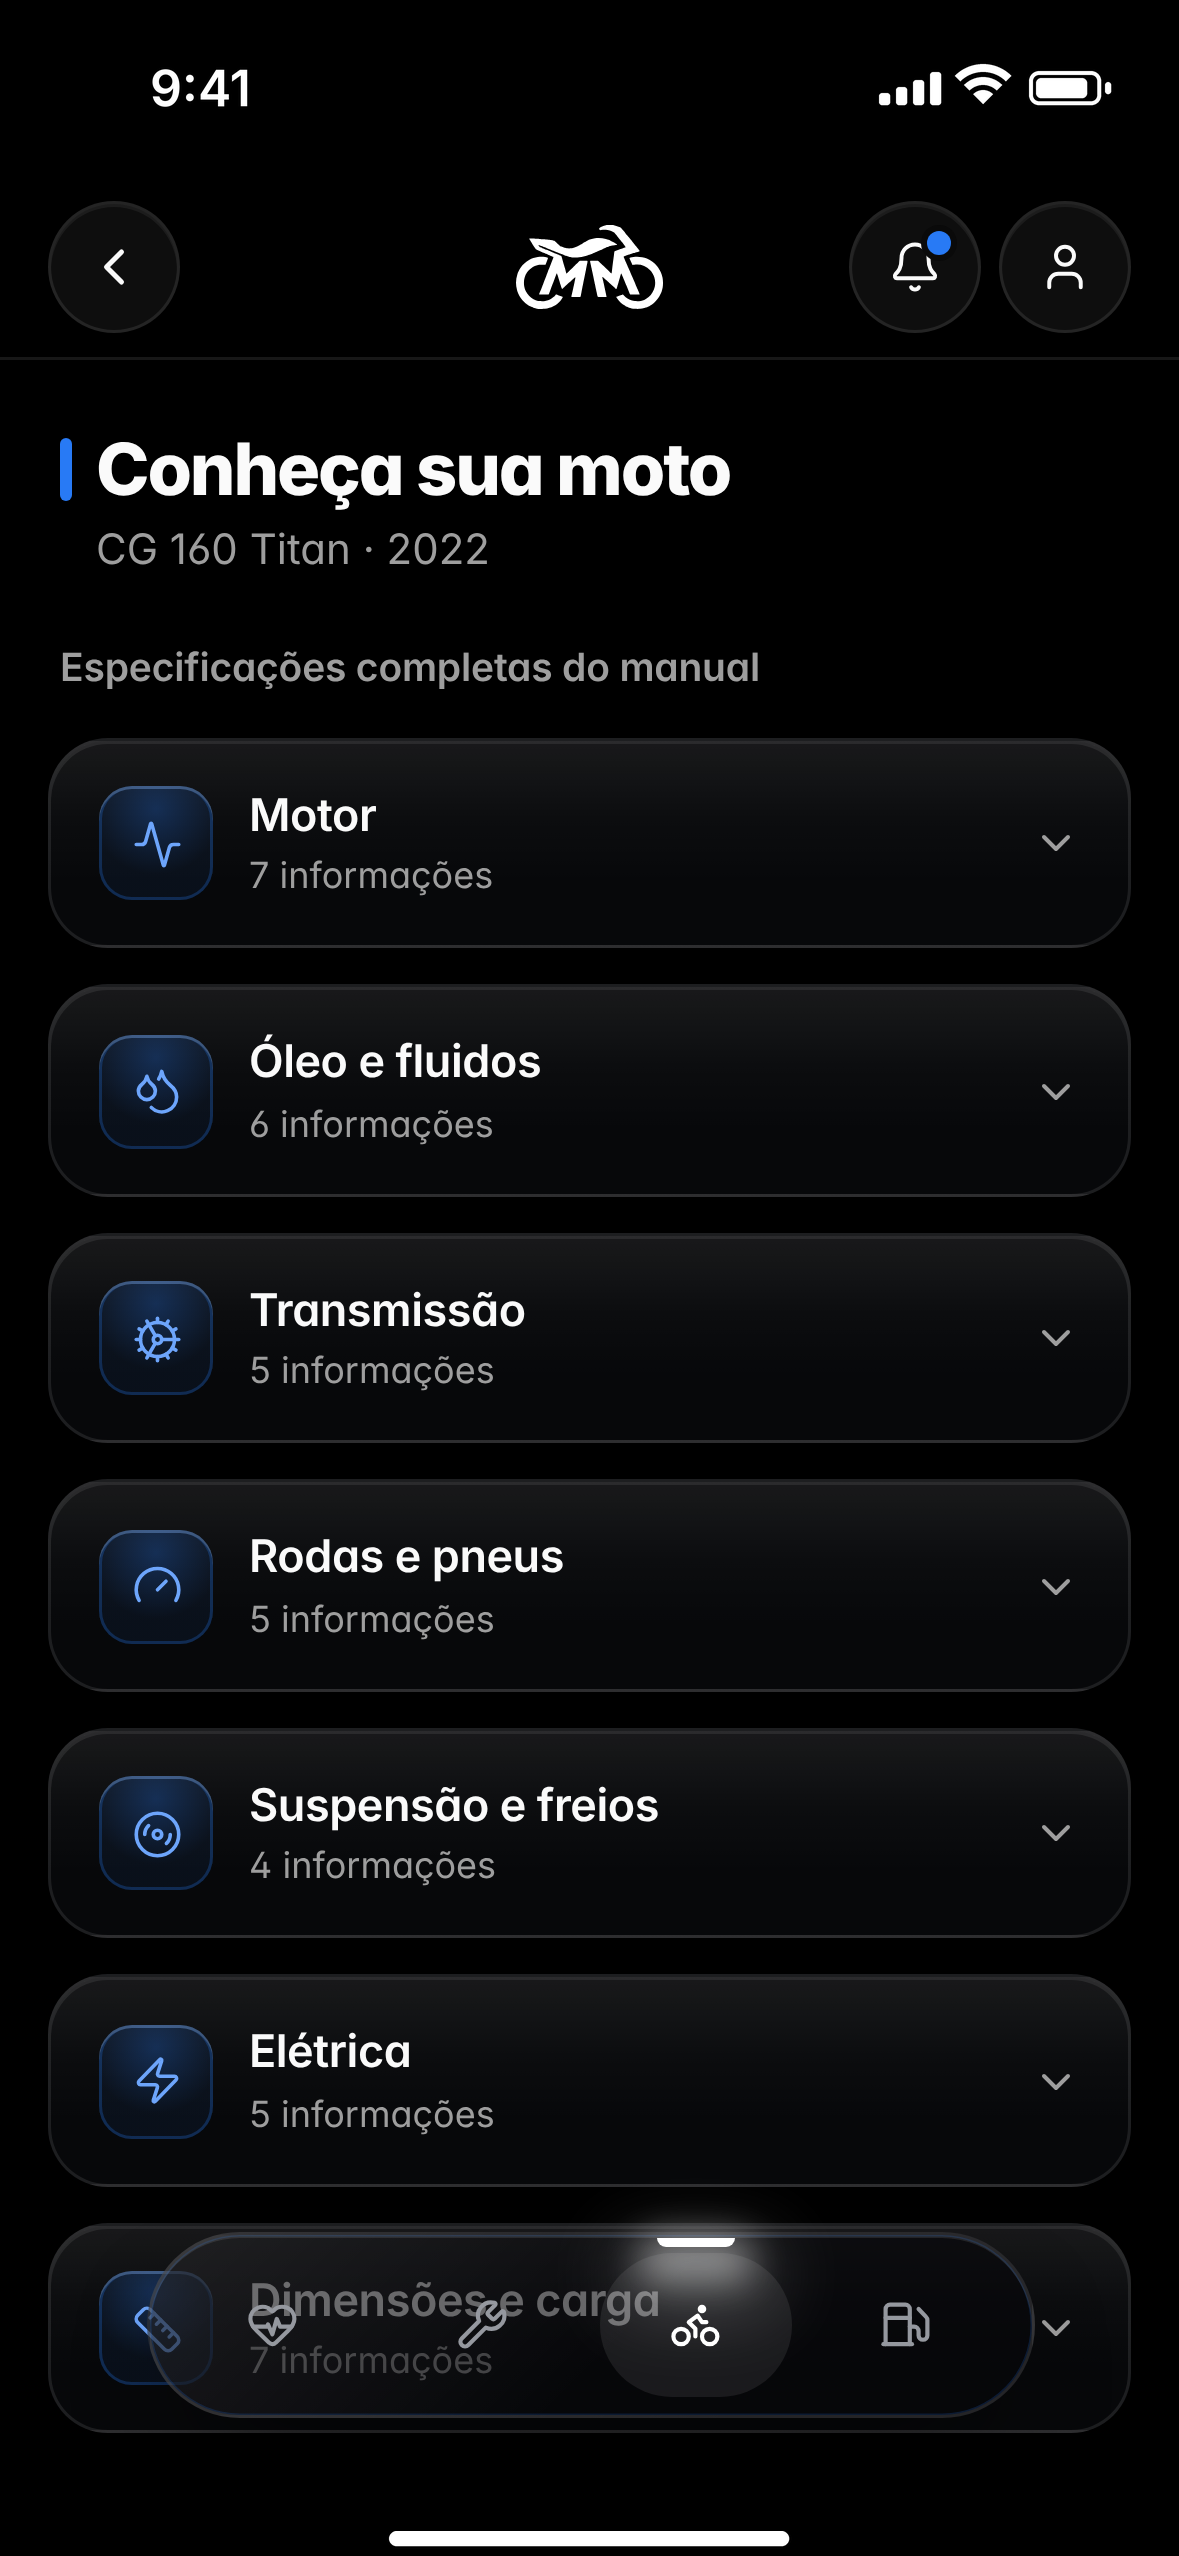 9:41
MM
Conheça sua moto
CG 160 Titan · 2022
Especificações completas do manual
Motor
7 informações
Óleo e fluidos
6 informações
Transmissão
5 informações
Rodas e pneus
5 informações
Suspensão e freios
4 informações
Elétrica
5 informações
Dimensões e carga
7 informações